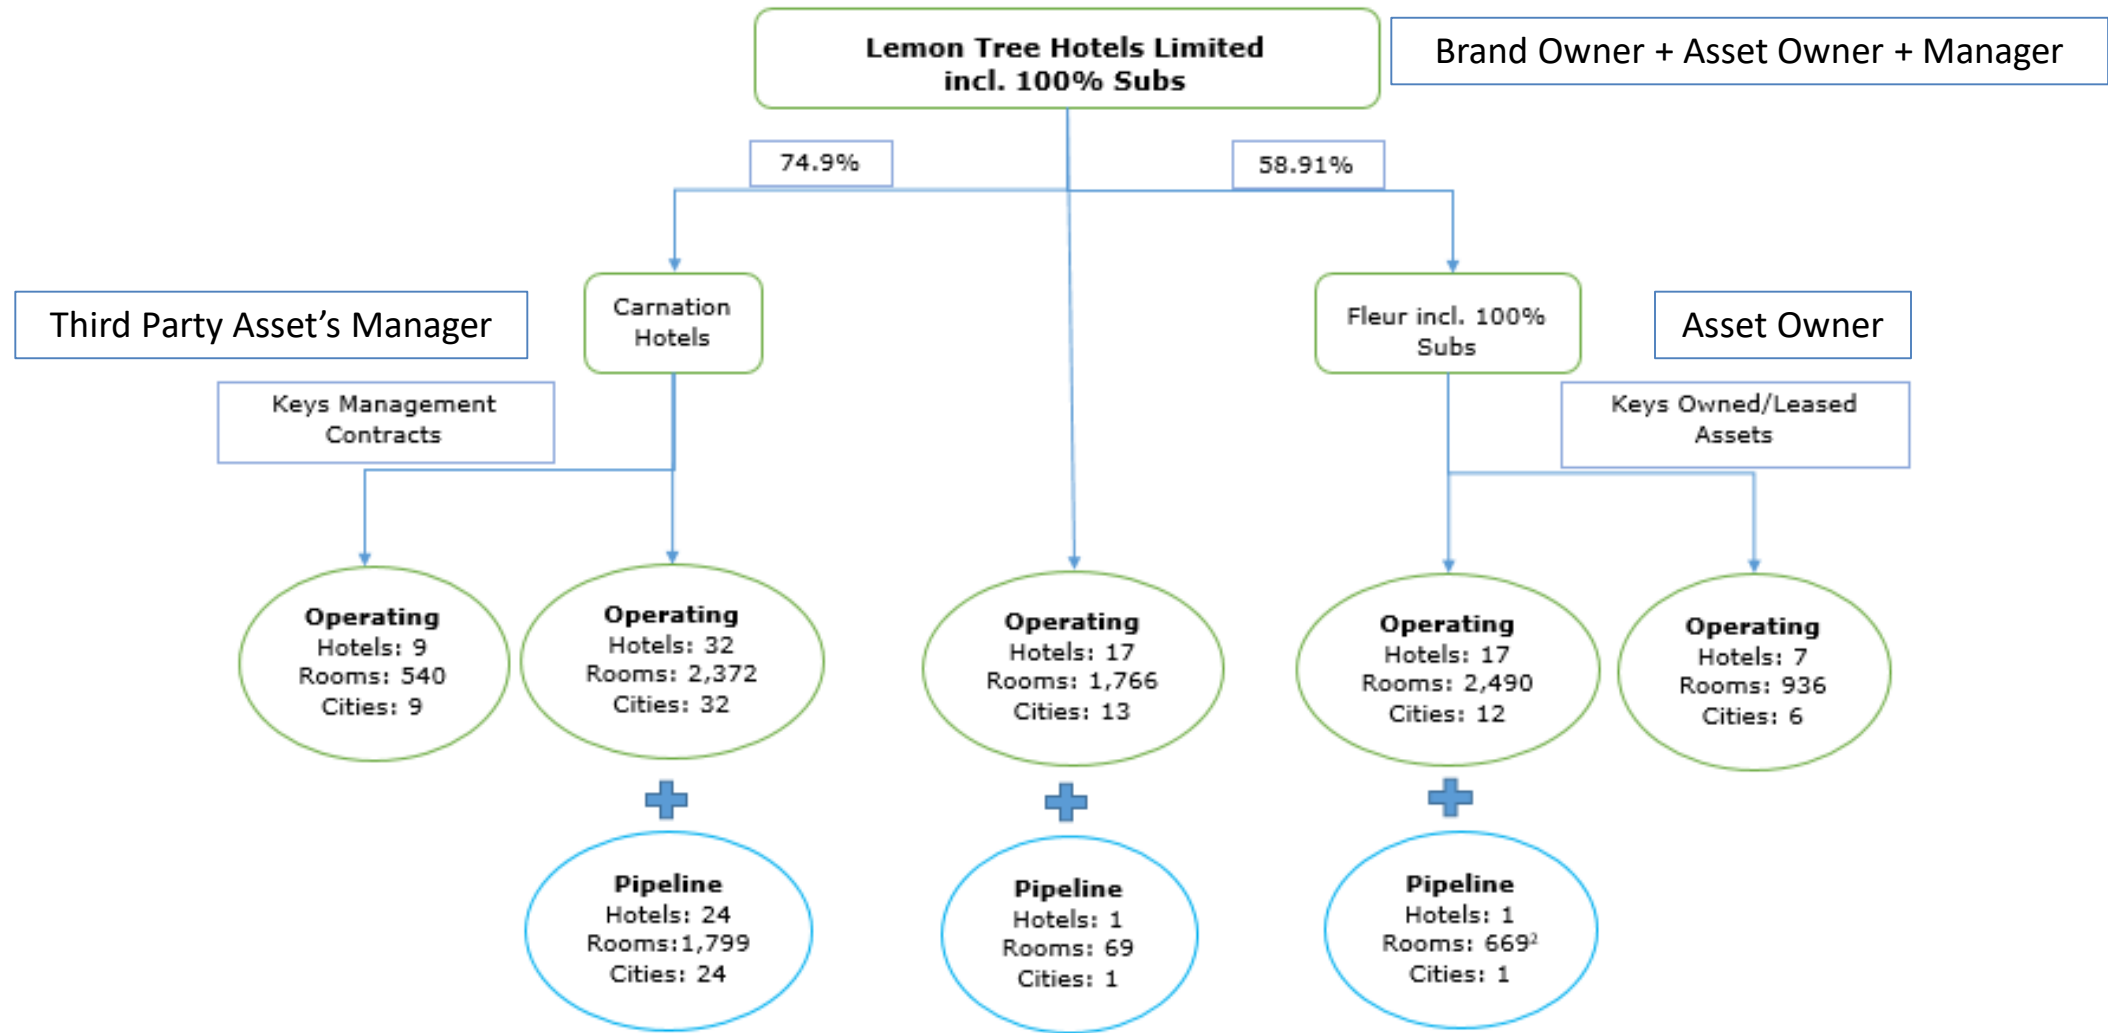 Lemon Tree Hotels Limited
incl. 100% Subs
Brand Owner + Asset Owner + Manager
74.9%
58.91%
Third Party Asset’s Manager
Carnation
Hotels
Fleur incl. 100%
Subs
Asset Owner
Keys Management
Contracts
Keys Owned/Leased
Assets
Operating
Hotels: 9
Rooms: 540
Cities: 9
Operating
Hotels: 32
Rooms: 2,372
Cities: 32
Operating
Hotels: 17
Rooms: 1,766
Cities: 13
Operating
Hotels: 17
Rooms: 2,490
Cities: 12
Operating
Hotels: 7
Rooms: 936
Cities: 6
Pipeline
Hotels: 24
Rooms:1,799
Cities: 24
Pipeline
Hotels: 1
Rooms: 69
Cities: 1
Pipeline
Hotels: 1
Rooms: 669²
Cities: 1